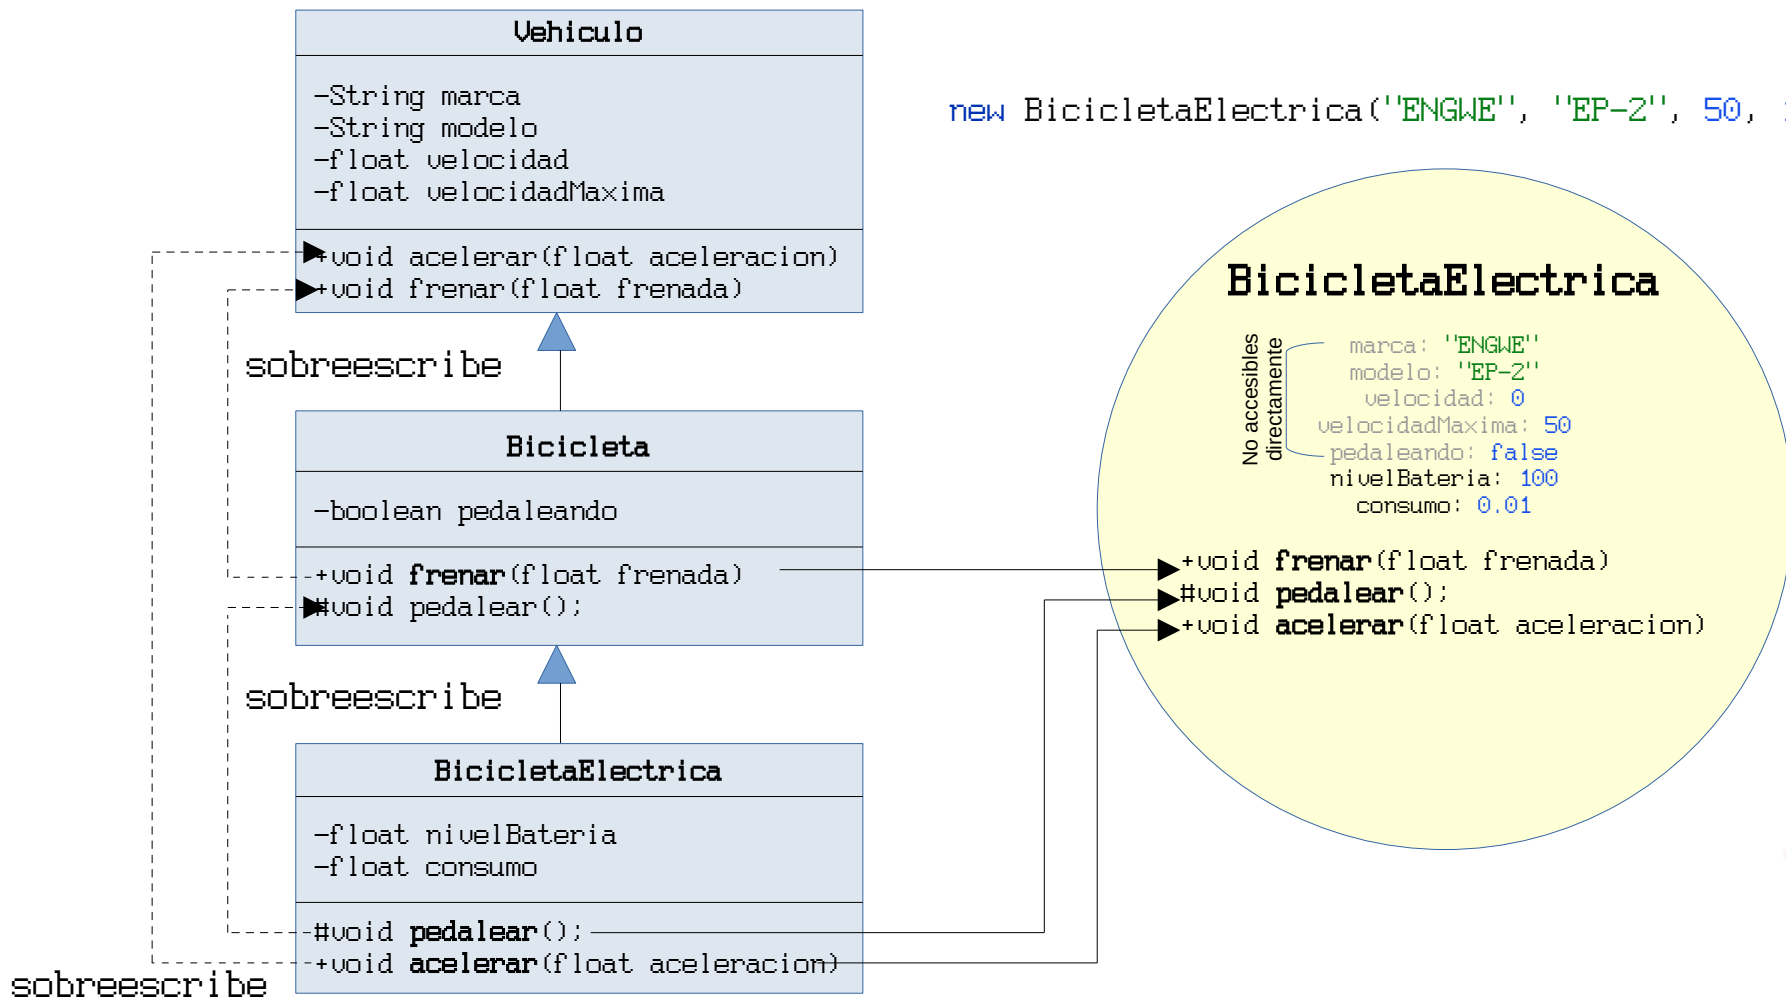 Vehiculo
-String marca
-String modelo
-float velocidad
-float velocidadMaxima
+void acelerar(float aceleracion)
+void frenar(float frenada)
sobreescribe
Bicicleta
-boolean pedaleando
+void frenar(float frenada)
#void pedalear();
sobreescribe
BicicletaElectrica
-float nivelBateria
-float consumo
#void pedalear();
+void acelerar(float aceleracion)
sobreescribe
new BicicletaElectrica("ENGWE", "EP-2", 50,
BicicletaElectrica
No accesibles
directamente
marca: "ENGWE"
modelo: "EP-2"
velocidad: 0
velocidadMaxima: 50
pedaleando: false
nivelBateria: 100
consumo: 0.01
+void frenar(float frenada)
#void pedalear();
+void acelerar(float aceleracion)